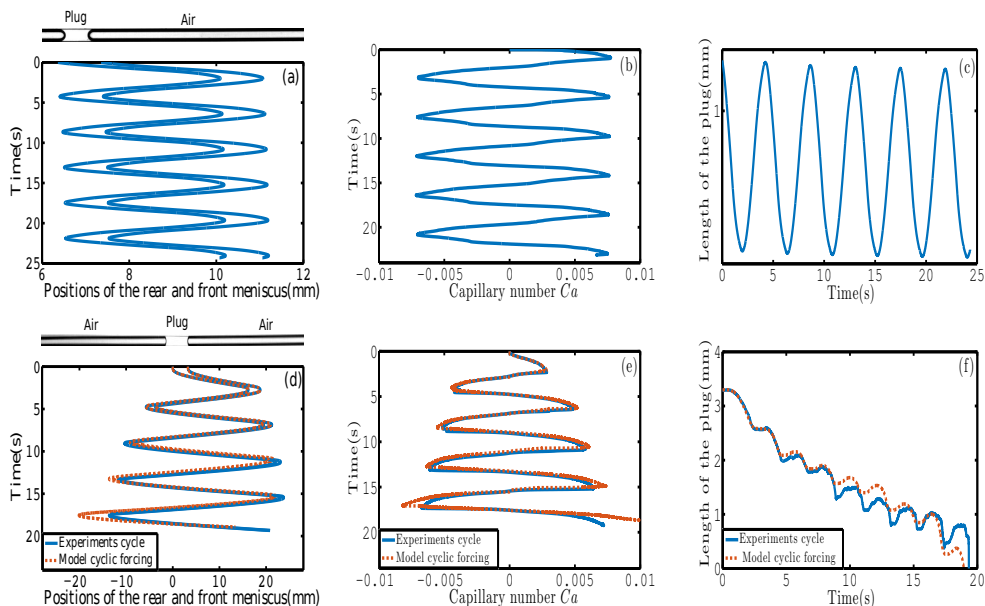 Plug Air
(a)
Time(s)
0
5
10
15
20
25
6 8 10 12
Positions of the rear and front meniscus(mm)
(b)
Time(s)
0
5
10
15
20
-0.01 -0.005 0 0.005 0.01
Capillary number Ca
(c)
Length of the plug(mm)
1
0 5 10 15 20 25
Time(s)
Air Plug Air
(d)
Time(s)
0
5
10
15
20
Experiments cycle
Model cyclic forcing
−20 −10 0 10 20
Positions of the rear and front meniscus(mm)
(e)
Time(s)
0
5
10
15
20
Experiments cycle
Model cyclic forcing
-0.01 -0.005 0 0.005 0.01
Capillary number Ca
(f)
Length of the plug(mm)
4
3
2
1
0
Experiments cycle
Model cyclic forcing
0 5 10 15 20
Time(s)